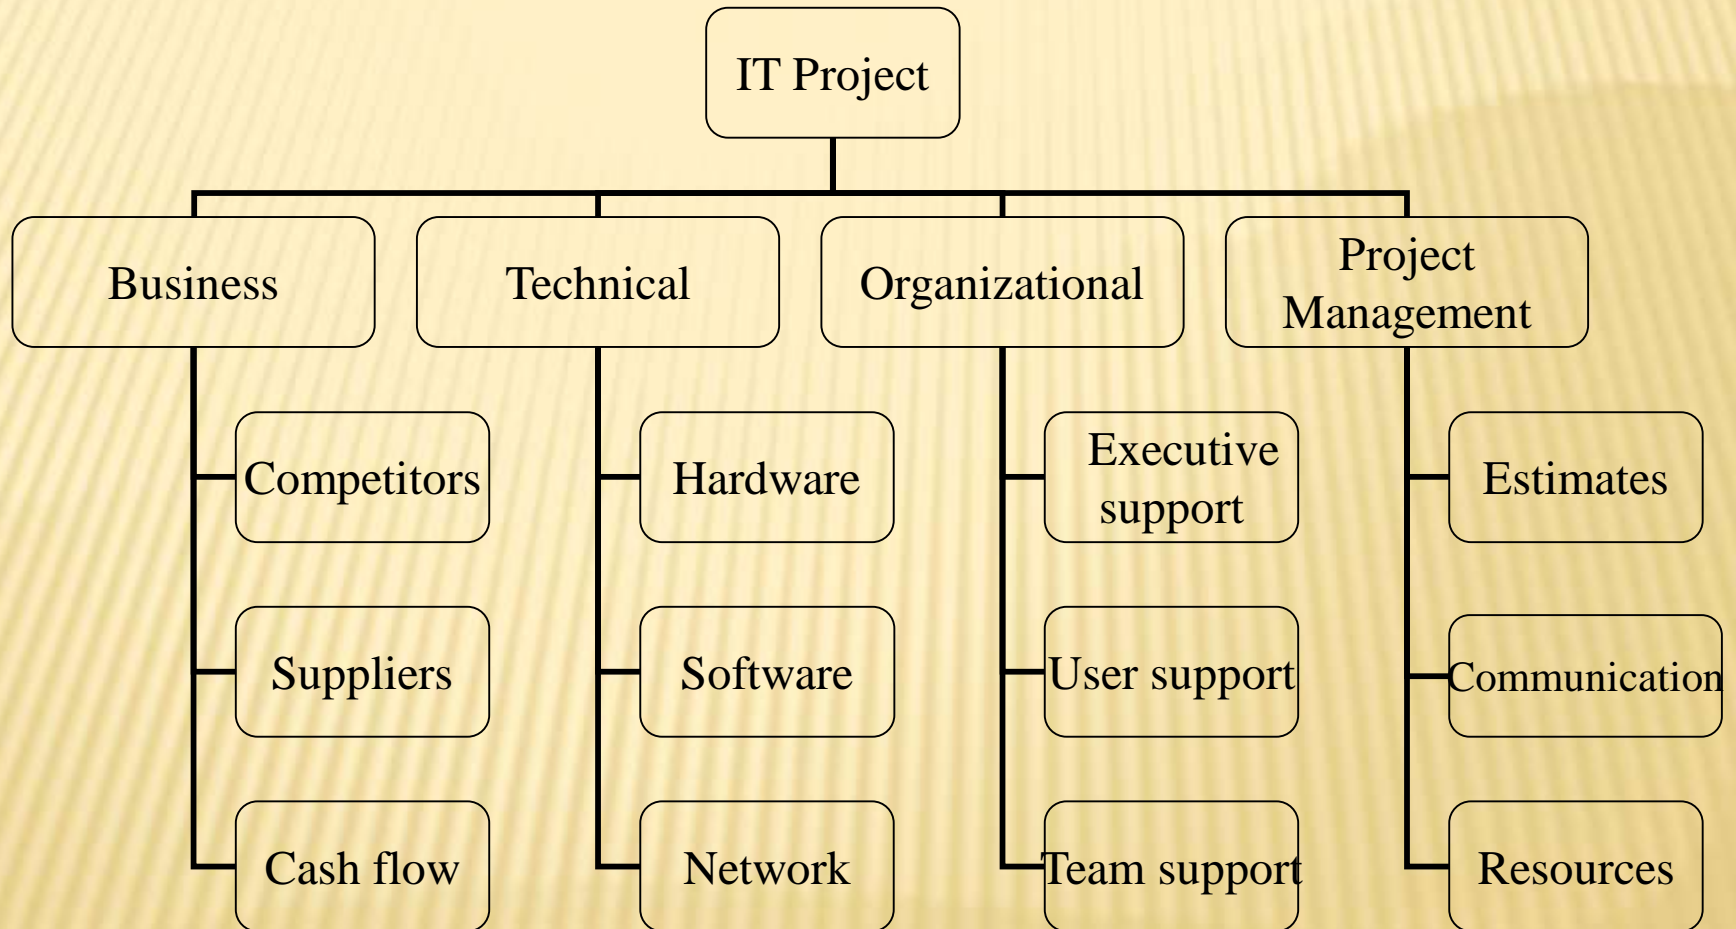 IT Project
Business
Technical
Organizational
Project
Management
Competitors
Hardware
Executive
support
Estimates
Suppliers
Software
User support
Communication
Cash flow
Network
Team support
Resources